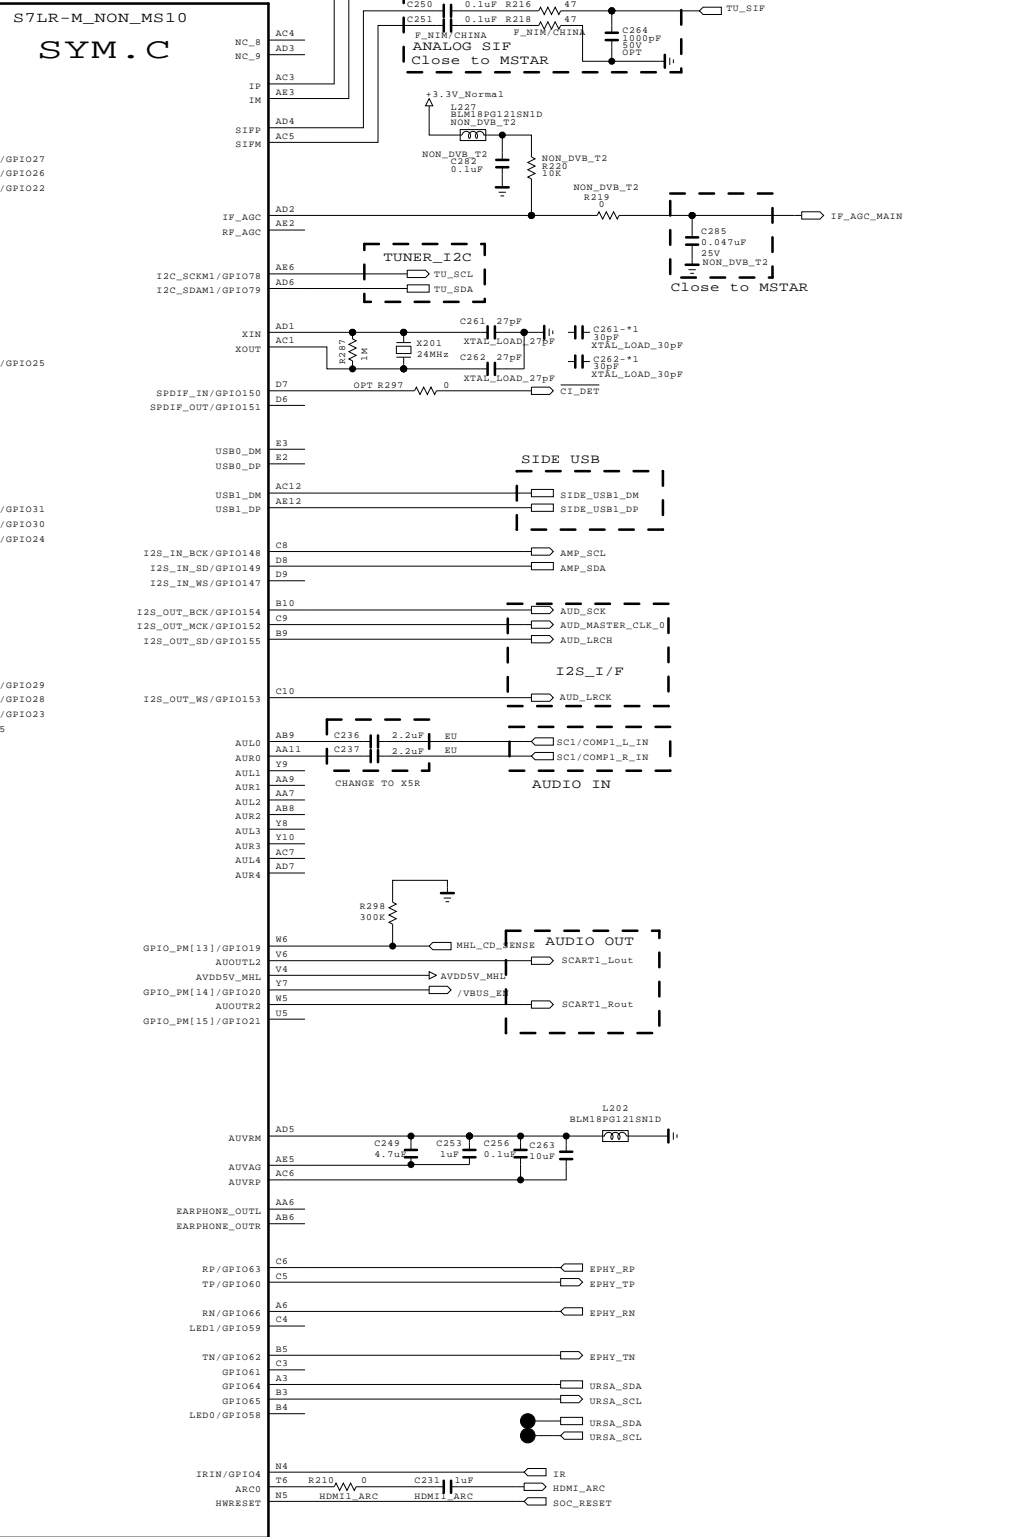 S7LR-M_NON_MS10
SYM.C
C250 0.1uF R216 47
C251 0.1uF R218 47
F_NIM/CHINA F_NIM/CHINA
ANALOG SIF
Close to MSTAR
TU_SIF
C264
1000pF
50V
OPT
NC_8 AC4
NC_9 AD3
IP AC3
IM AE3
SIFP AD4
SIFM AC5
+3.3V_Normal
L227
BLM18PG121SN1D
NON_DVB_T2
NON_DVB_T2
C282
0.1uF
NON_DVB_T2
R220
10K
NON_DVB_T2
R219
0
/GPIO27
/GPIO26
/GPIO22
IF_AGC AD2
RF_AGC AE2
IF_AGC_MAIN
C285
0.047uF
25V
NON_DVB_T2
Close to MSTAR
TUNER_I2C
I2C_SCKM1/GPIO78 AE6 TU_SCL
I2C_SDAM1/GPIO79 AD6 TU_SDA
XIN AD1
XOUT AC1
R287
1M
X201
24MHz
C261 27pF
XTAL_LOAD_27pF
C262 27pF
XTAL_LOAD_27pF
C261-*1
30pF
XTAL_LOAD_30pF
C262-*1
30pF
XTAL_LOAD_30pF
/GPIO25
SPDIF_IN/GPIO150 D7 OPT R297 0 CI_DET
SPDIF_OUT/GPIO151 D6
USB0_DM E3
USB0_DP E2
SIDE USB
USB1_DM AC12 SIDE_USB1_DM
USB1_DP AE12 SIDE_USB1_DP
/GPIO31
/GPIO30
/GPIO24
I2S_IN_BCK/GPIO148 C8 AMP_SCL
I2S_IN_SD/GPIO149 D8 AMP_SDA
I2S_IN_WS/GPIO147 D9
I2S_OUT_BCK/GPIO154 B10 AUD_SCK
I2S_OUT_MCK/GPIO152 C9 AUD_MASTER_CLK_0
I2S_OUT_SD/GPIO155 B9 AUD_LRCH
I2S_I/F
/GPIO29
/GPIO28
/GPIO23
5
I2S_OUT_WS/GPIO153 C10 AUD_LRCK
AUL0 AB9 C236 2.2uF EU SC1/COMP1_L_IN
AUR0 AA11 C237 2.2uF EU SC1/COMP1_R_IN
CHANGE TO X5R
AUDIO IN
AUL1 Y9
AUR1 AA9
AUL2 AA7
AUR2 AB8
AUL3 Y8
AUR3 Y10
AUL4 AC7
AUR4 AD7
R298
300K
AUDIO OUT
GPIO_PM[13]/GPIO19 W6 MHL_CD_SENSE
AUOUTL2 V6 SCART1_Lout
AVDD5V_MHL V4 AVDD5V_MHL
GPIO_PM[14]/GPIO20 Y7 /VBUS_EN
AUOUTR2 W5 SCART1_Rout
GPIO_PM[15]/GPIO21 U5
L202
BLM18PG121SN1D
AUVRM AD5
C249
4.7uF
C253
1uF
C256
0.1uF
C263
10uF
AUVAG AE5
AUVRP AC6
EARPHONE_OUTL AA6
EARPHONE_OUTR AB6
RP/GPIO63 C6 EPHY_RP
TP/GPIO60 C5 EPHY_TP
RN/GPIO66 A6 EPHY_RN
LED1/GPIO59 C4
TN/GPIO62 B5 EPHY_TN
GPIO61 C3
GPIO64 A3 URSA_SDA
GPIO65 B3 URSA_SCL
LED0/GPIO58 B4
URSA_SDA
URSA_SCL
IRIN/GPIO4 N4 IR
ARC0 T6 R210 0 C231 1uF HDMI_ARC
HDMI1_ARC HDMI1_ARC
HWRESET N5 SOC_RESET